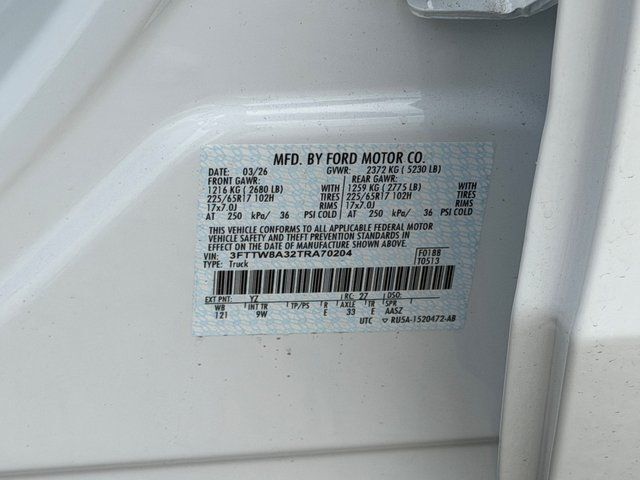 MFD. BY FORD MOTOR CO.
DATE: 03/26 GVWR: 2372 KG ( 5230 LB)
FRONT GAWR: REAR GAWR:
1216 KG ( 2680 LB) 1259 KG ( 2775 LB)
225/65R17 102H TIRES 225/65R17 102H TIRES
17x7.0J RIMS 17x7.0J RIMS
AT 250 kPa/ 36 PSI COLD AT 250 kPa/ 36 PSI COLD
THIS VEHICLE CONFORMS TO ALL APPLICABLE FEDERAL MOTOR
VEHICLE SAFETY, BUMPER, AND THEFT PREVENTION STANDARDS IN
EFFECT ON THE DATE OF MANUFACTURE SHOWN ABOVE.
VIN: 3FTTW8A32TRA70204 F0188
TYPE: Truck T0513
EXT PNT: YZ RC: 27 DSO:
WB INT TR TP/PS R AXLE TR SPR
121 9W E 33 E AASZ
UTC RU5A-1520472-AB